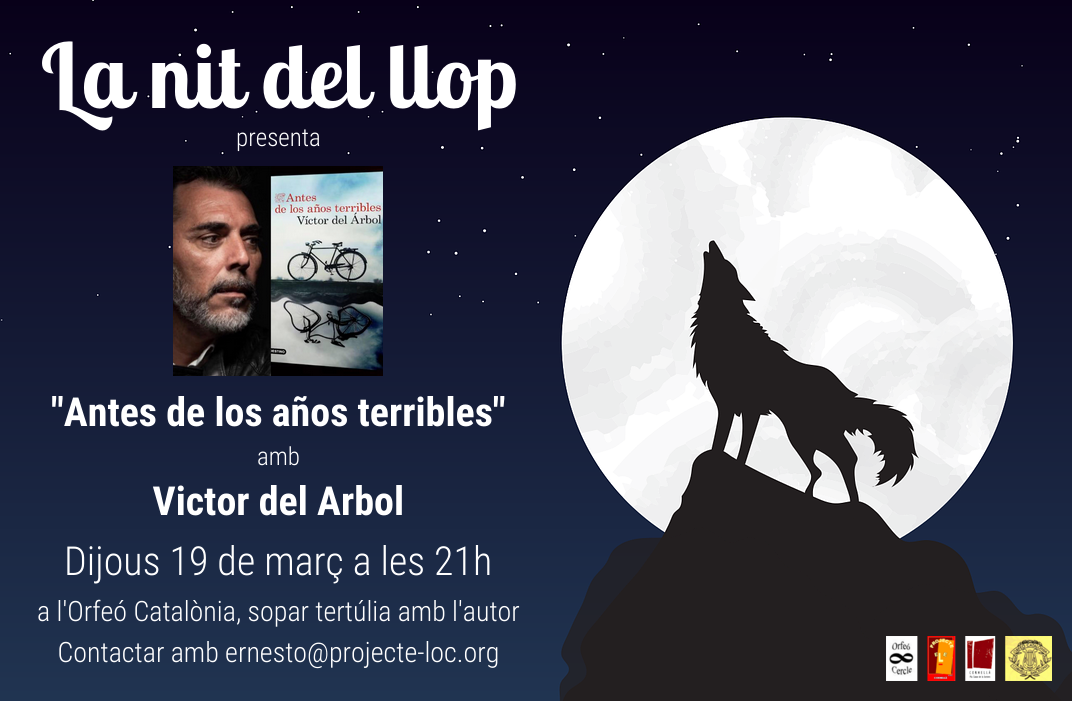 La nit del llop
presenta
Antes
de los años terribles
Víctor del Árbol
DESTINO
"Antes de los años terribles"
amb
Victor del Arbol
Dijous 19 de març a les 21h
a l'Orfeó Catalònia, sopar tertúlia amb l'autor
Contactar amb ernesto@projecte-loc.org
Orfeó
Cercle